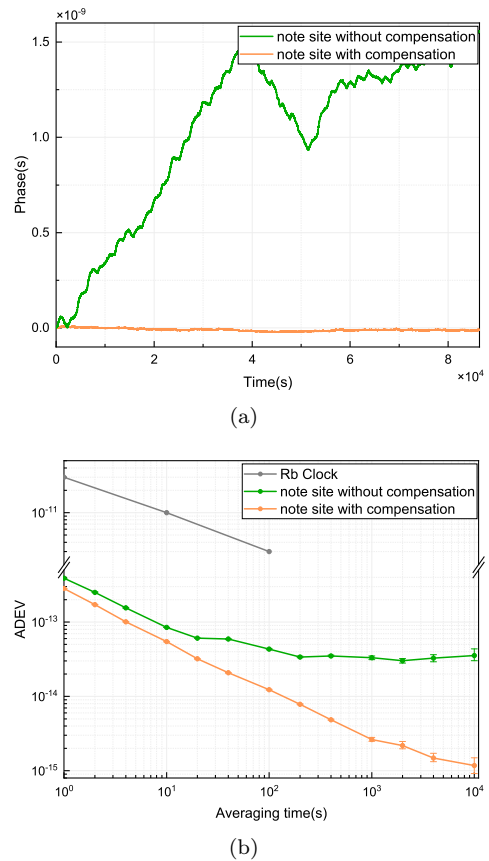 ×10⁻⁹
1.5
note site without compensation
note site with compensation
1.0
Phase(s)
0.5
0.0
0 2 4 6 8
×10⁴
Time(s)
(a)
Rb Clock
note site without compensation
note site with compensation
10⁻¹¹
ADEV
10⁻¹³
10⁻¹⁴
10⁻¹⁵
10⁰ 10¹ 10² 10³ 10⁴
Averaging time(s)
(b)